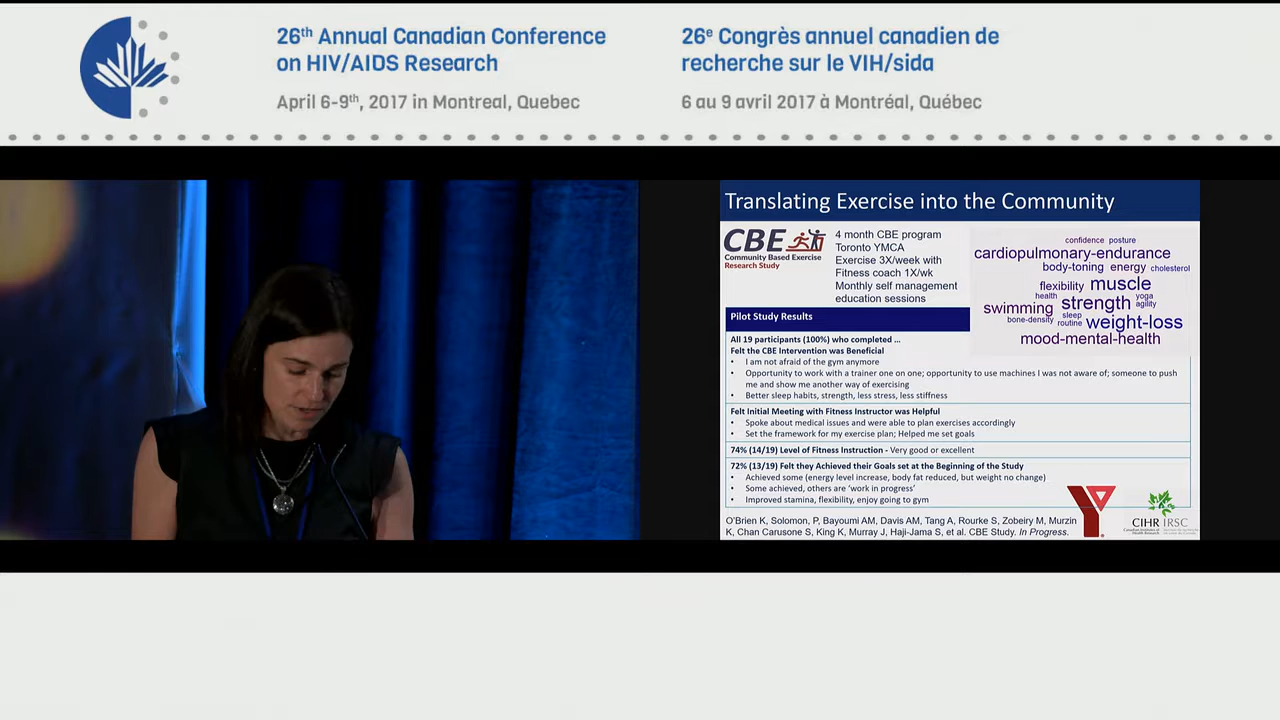 26th Annual Canadian Conference
on HIV/AIDS Research
April 6-9th, 2017 in Montreal, Quebec
26e Congrès annuel canadien de
recherche sur le VIH/sida
6 au 9 avril 2017 à Montréal, Québec
Translating Exercise into the Community
CBE
Community Based Exercise
Research Study
4 month CBE program
Toronto YMCA
Exercise 3X/week with
Fitness coach 1X/wk
Monthly self management
education sessions
confidence posture
cardiopulmonary-endurance
body-toning energy cholesterol
flexibility muscle
health strength yoga
agility
swimming
bone-density sleep
routine weight-loss
mood-mental-health
Pilot Study Results
All 19 participants (100%) who completed ...
Felt the CBE Intervention was Beneficial
• I am not afraid of the gym anymore
• Opportunity to work with a trainer one on one; opportunity to use machines I was not aware of; someone to push
me and show me another way of exercising
• Better sleep habits, strength, less stress, less stiffness
Felt Initial Meeting with Fitness Instructor was Helpful
• Spoke about medical issues and were able to plan exercises accordingly
• Set the framework for my exercise plan; Helped me set goals
74% (14/19) Level of Fitness Instruction - Very good or excellent
72% (13/19) Felt they Achieved their Goals set at the Beginning of the Study
• Achieved some (energy level increase, body fat reduced, but weight no change)
• Some achieved, others are ‘work in progress’
• Improved stamina, flexibility, enjoy going to gym
O'Brien K, Solomon, P, Bayoumi AM, Davis AM, Tang A, Rourke S, Zobeiry M, Murzin
K, Chan Carusone S, King K, Murray J, Haji-Jama S, et al. CBE Study. In Progress.
CIHR IRSC